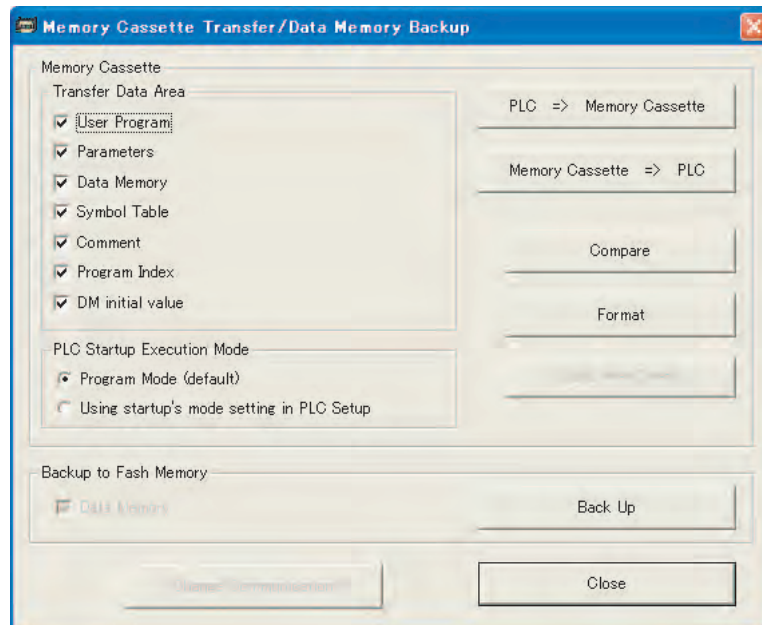 Memory Cassette Transfer/Data Memory Backup
Memory Cassette
Transfer Data Area
User Program
Parameters
Data Memory
Symbol Table
Comment
Program Index
DM initial value
PLC => Memory Cassette
Memory Cassette => PLC
Compare
Format
PLC Startup Execution Mode
Program Mode (default)
Using startup's mode setting in PLC Setup
Backup to Fash Memory
Data Memory
Back Up
Close